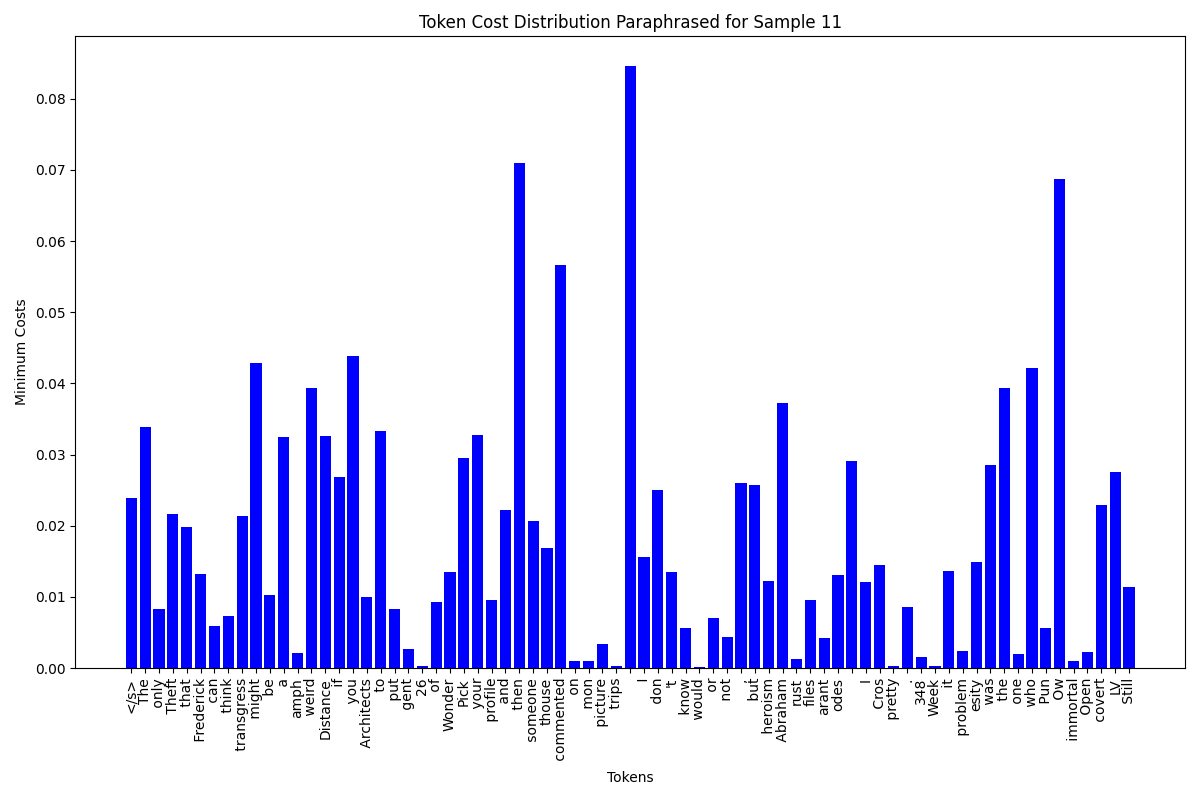 Token Cost Distribution Paraphrased for Sample 11
Minimum Costs
0.08
0.07
0.06
0.05
0.04
0.03
0.02
0.01
0.00
</s>
The
only
Theft
that
Frederick
can
think
transgress
might
be
a
amph
weird
Distance
if
you
Architects
to
put
gent
26
of
Wonder
Pick
your
profile
and
then
someone
thouse
commented
on
mon
picture
trips
.
I
don
't
know
would
or
not
,
but
heroism
Abraham
rust
files
arant
odes
.
I
Cros
pretty
.
348
Week
it
problem
esity
was
the
one
who
Pun
Ow
immortal
Open
covert
LV
Still
Tokens